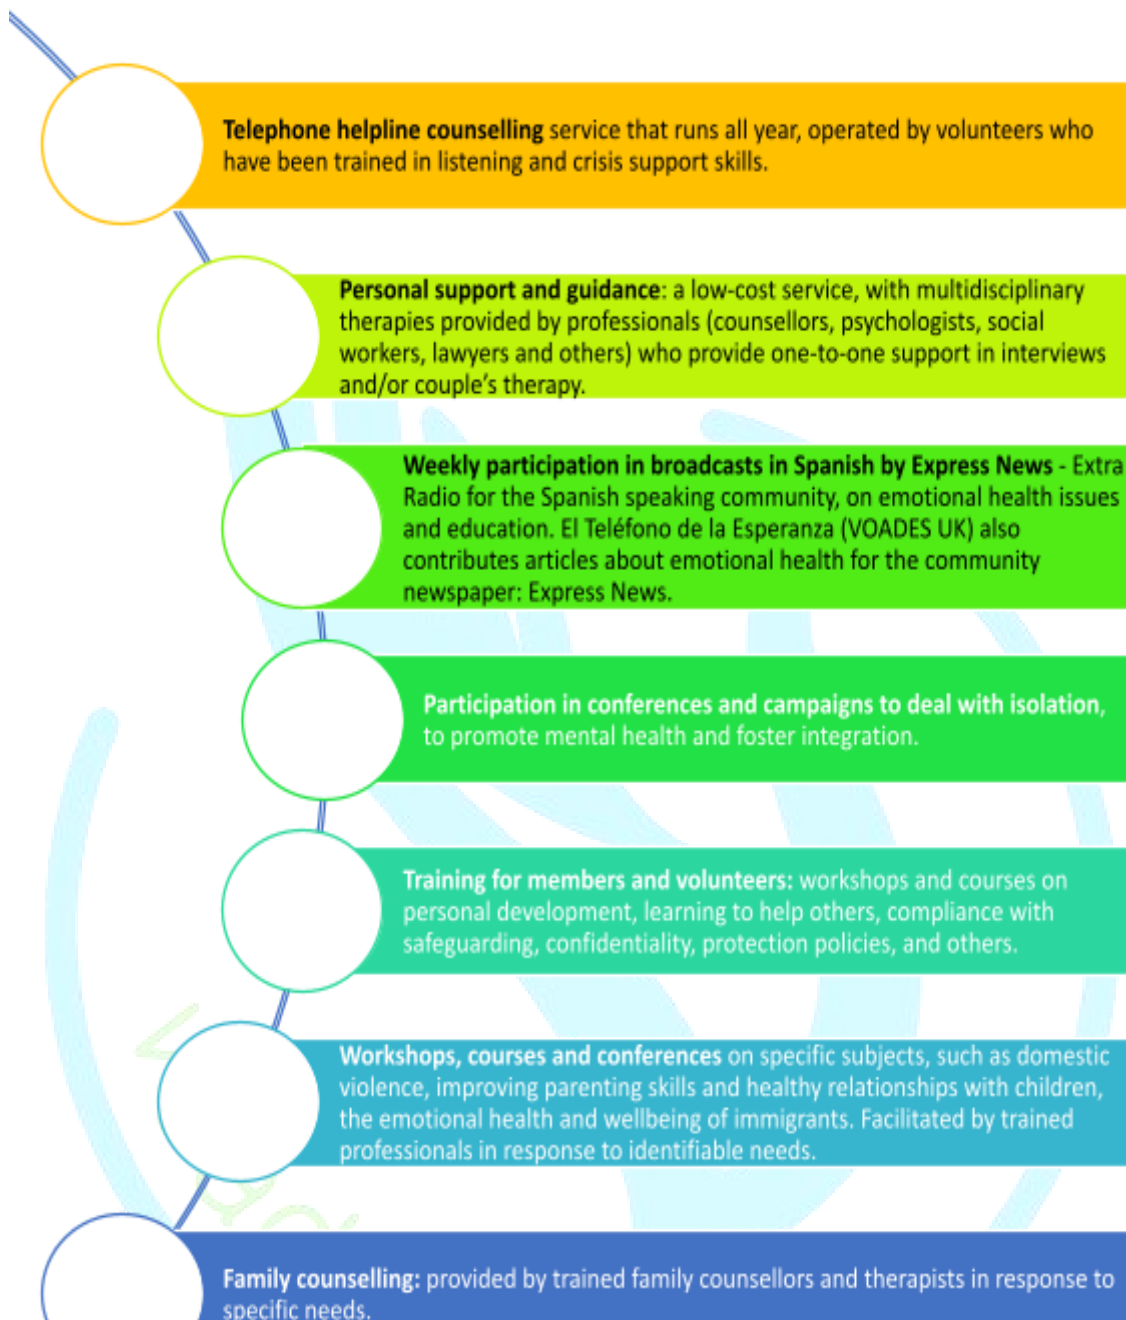 Telephone helpline counselling service that runs all year, operated by volunteers who
have been trained in listening and crisis support skills.
Personal support and guidance: a low-cost service, with multidisciplinary
therapies provided by professionals (counsellors, psychologists, social
workers, lawyers and others) who provide one-to-one support in interviews
and/or couple's therapy.
Weekly participation in broadcasts in Spanish by Express News - Extra
Radio for the Spanish speaking community, on emotional health issues
and education. El Teléfono de la Esperanza (VOADES UK) also
contributes articles about emotional health for the community
newspaper: Express News.
Participation in conferences and campaigns to deal with isolation,
to promote mental health and foster integration.
Training for members and volunteers: workshops and courses on
personal development, learning to help others, compliance with
safeguarding, confidentiality, protection policies, and others.
Workshops, courses and conferences on specific subjects, such as domestic
violence, improving parenting skills and healthy relationships with children,
the emotional health and wellbeing of immigrants. Facilitated by trained
professionals in response to identifiable needs.
Family counselling: provided by trained family counsellors and therapists in response to
specific needs.